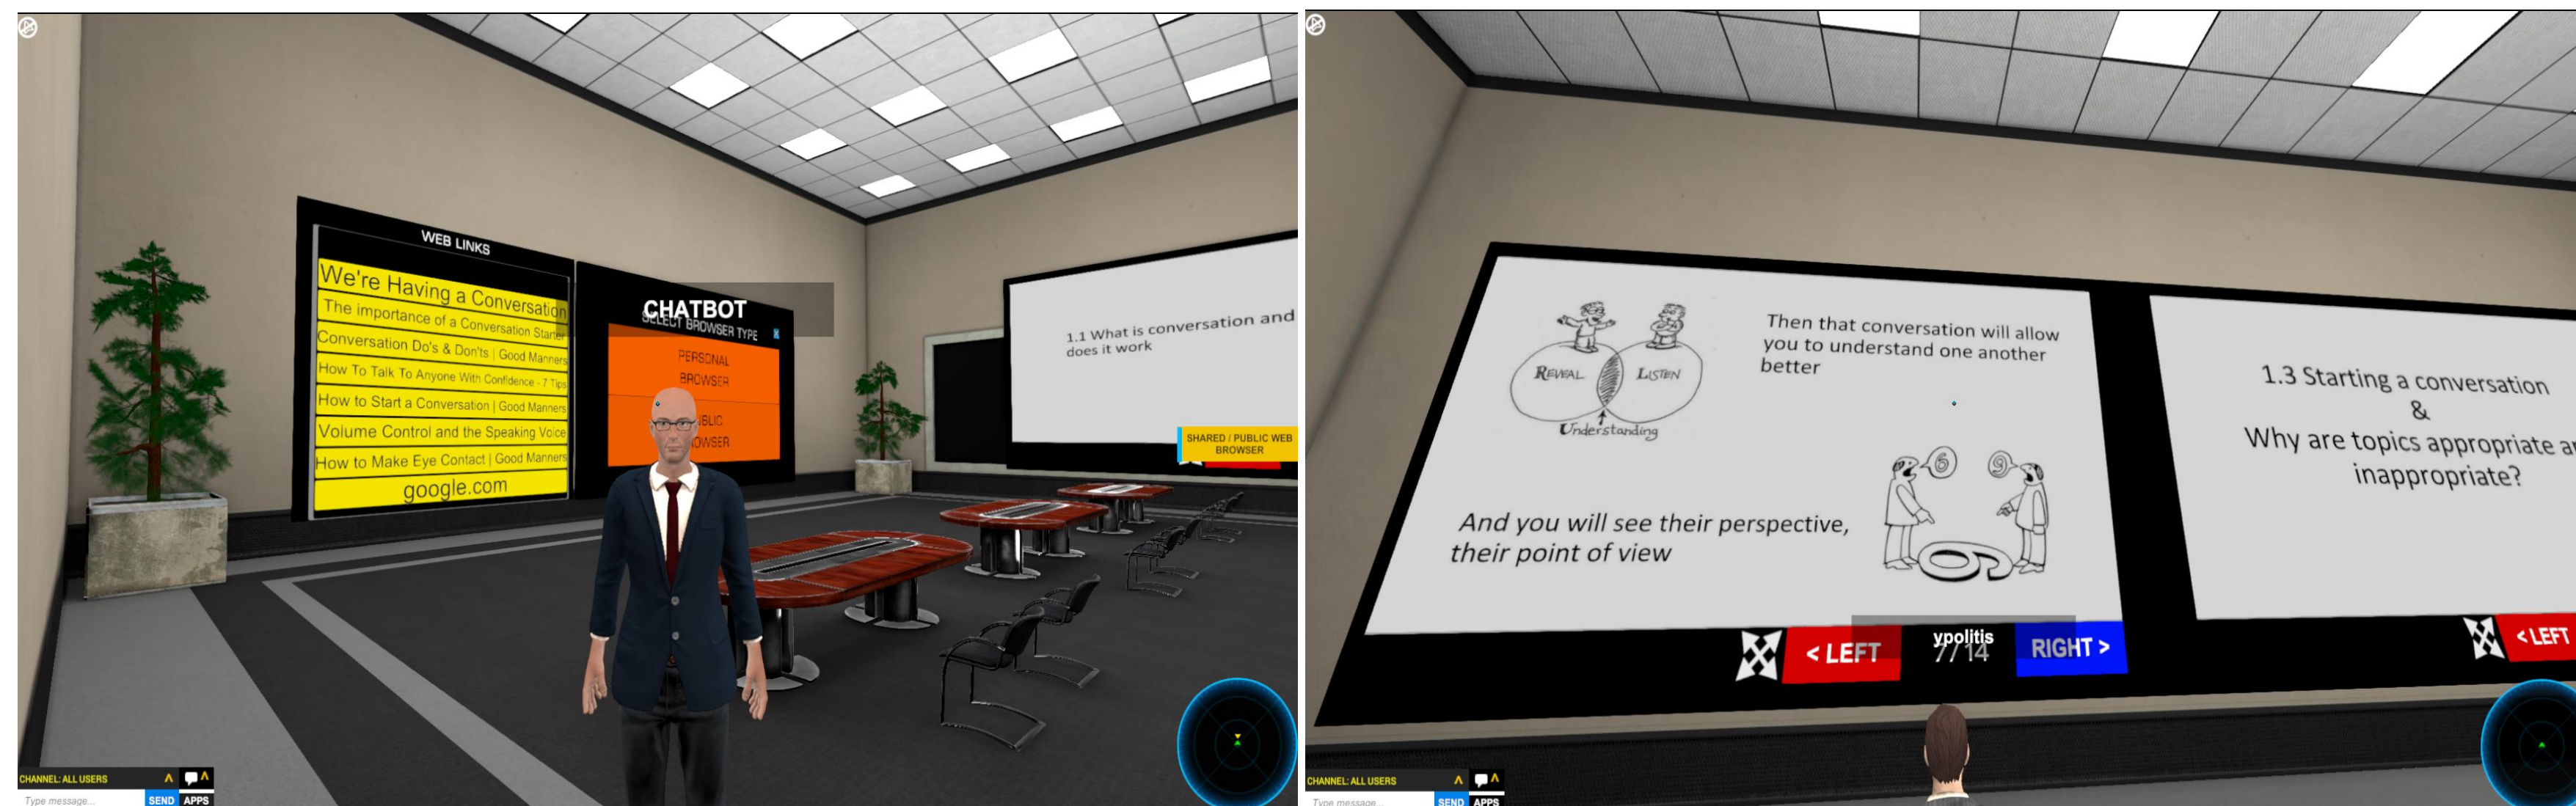 WEB LINKS
We're Having a Conversation
The importance of a Conversation Starter
Conversation Do's & Don'ts | Good Manners
How To Talk To Anyone With Confidence - 7 Tips
How to Start a Conversation | Good Manners
Volume Control and the Speaking Voice
How to Make Eye Contact | Good Manners
google.com
CHATBOT
SELECT BROWSER TYPE
PERSONAL
BROWSER
1.1 What is conversation and
does it work
SHARED / PUBLIC WEB
BROWSER
CHANNEL: ALL USERS
Type message...
SEND
APPS
REVEAL
LISTEN
Understanding
Then that conversation will allow
you to understand one another
better
6
9
And you will see their perspective,
their point of view
< LEFT
ypolitis
7/14
RIGHT >
1.3 Starting a conversation
&
Why are topics appropriate
inappropriate?
< LEFT
CHANNEL: ALL USERS
Type message...
SEND
APPS